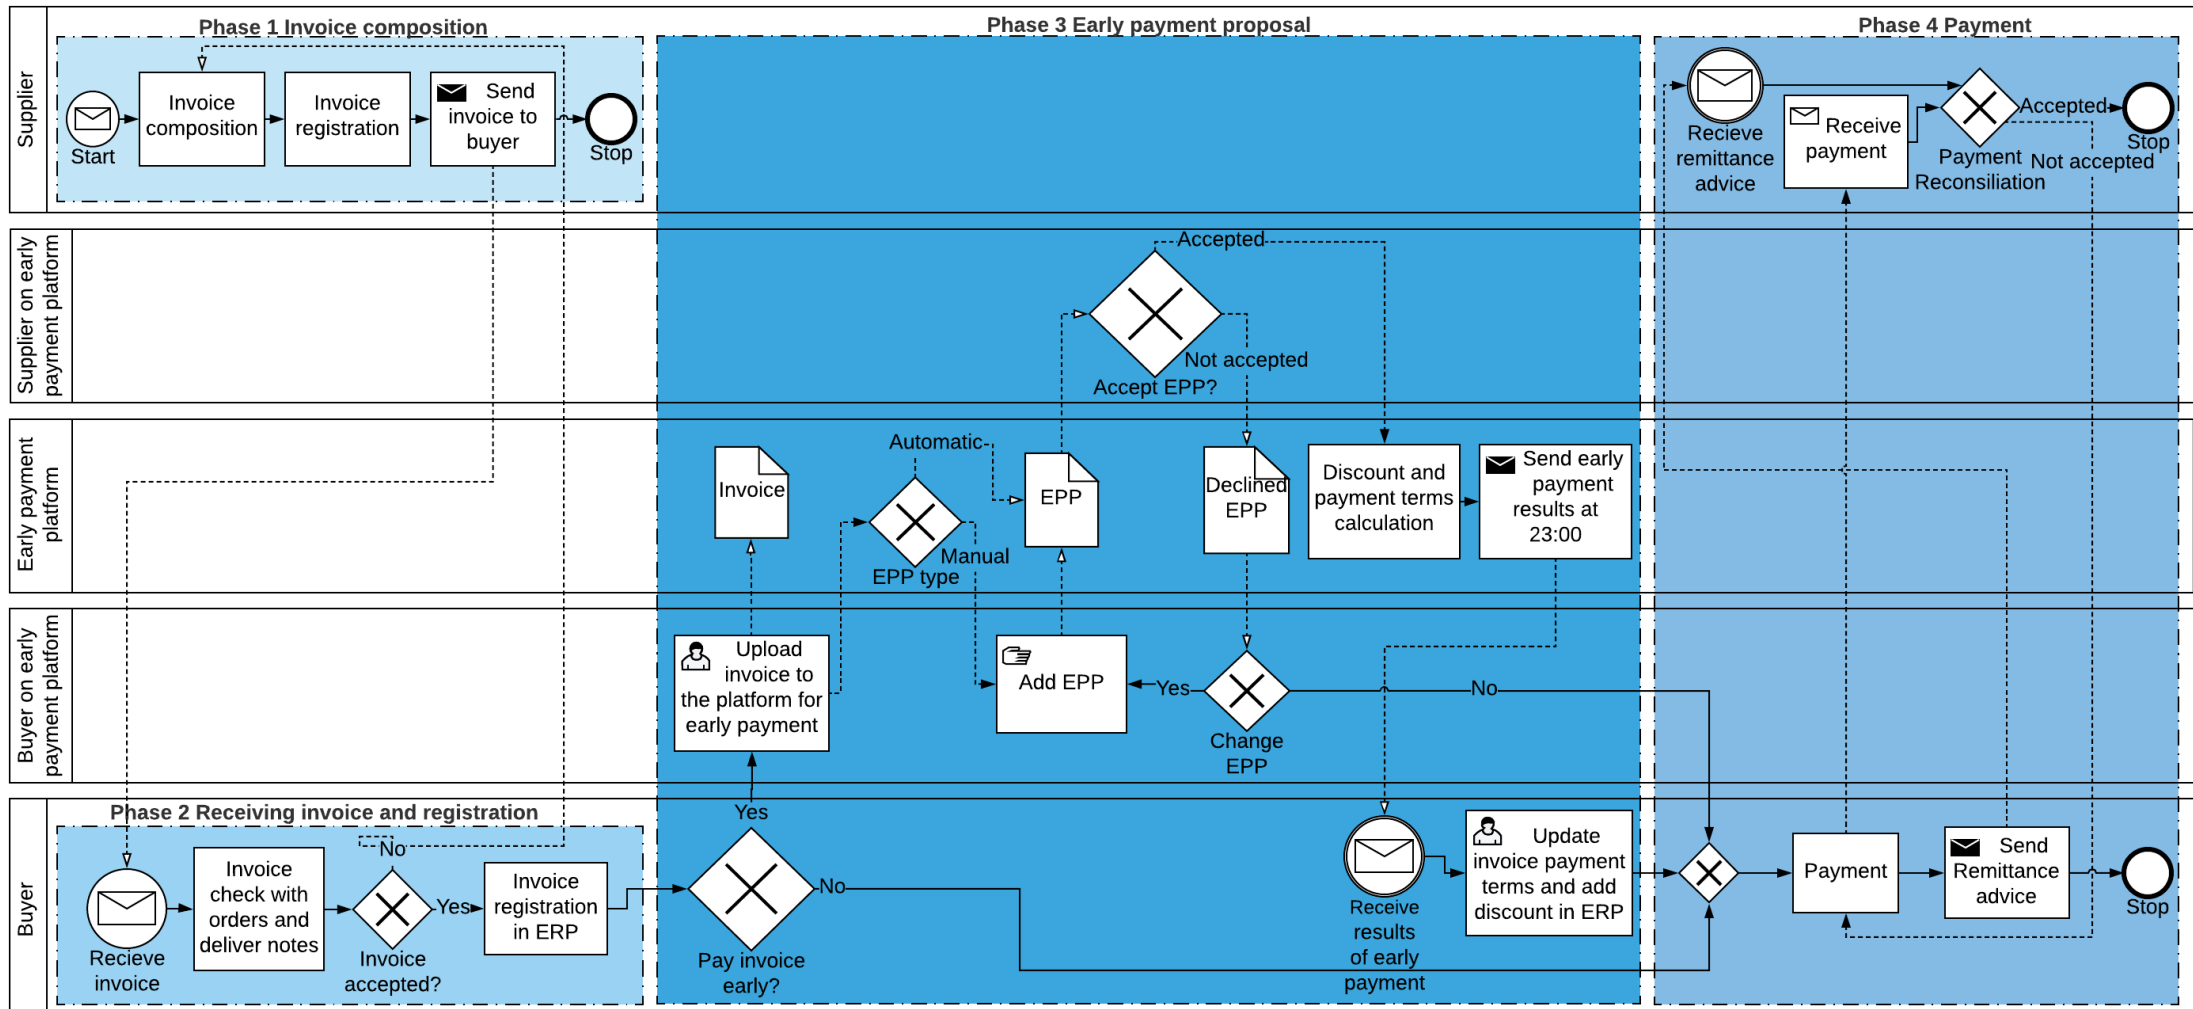 Phase 1 Invoice composition
Phase 3 Early payment proposal
Phase 4 Payment
Supplier
Start
Invoice
composition
Invoice
registration
Send
invoice to
buyer
Stop
Recieve
remittance
advice
Receive
payment
Payment
Reconsiliation
Accepted
Not accepted
Stop
Supplier on early
payment platform
Accepted
Not accepted
Accept EPP?
Early payment
platform
Invoice
Automatic
Manual
EPP type
EPP
Declined
EPP
Discount and
payment terms
calculation
Send early
payment
results at
23:00
Buyer on early
payment platform
Upload
invoice to
the platform for
early payment
Add EPP
Yes
Change
EPP
No
Buyer
Phase 2 Receiving invoice and registration
Recieve
invoice
Invoice
check with
orders and
deliver notes
No
Invoice
accepted?
Yes
Invoice
registration
in ERP
Yes
Pay invoice
early?
No
Receive
results
of early
payment
Update
invoice payment
terms and add
discount in ERP
Payment
Send
Remittance
advice
Stop